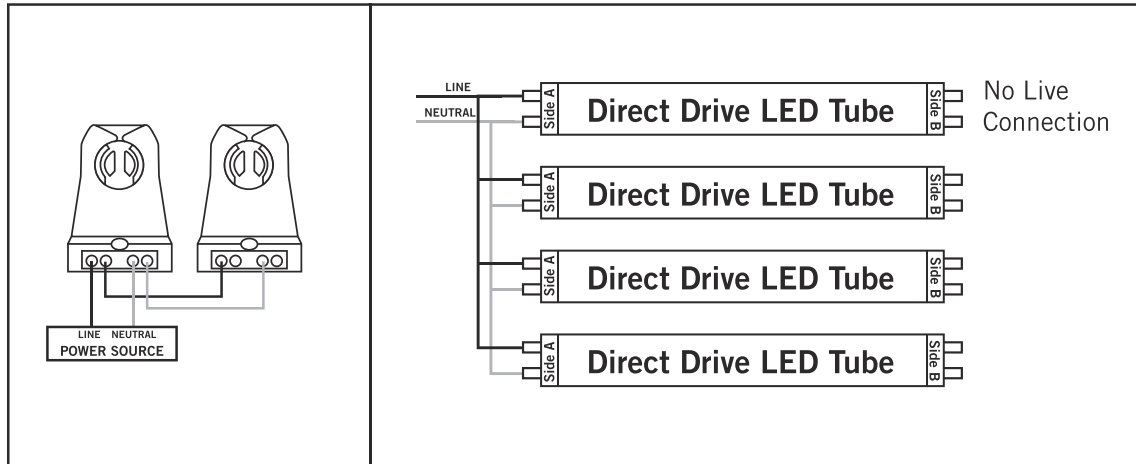 LINE NEUTRAL
POWER SOURCE
LINE
NEUTRAL
Side A
Direct Drive LED Tube
Side B
No Live
Connection
Side A
Direct Drive LED Tube
Side B
Side A
Direct Drive LED Tube
Side B
Side A
Direct Drive LED Tube
Side B